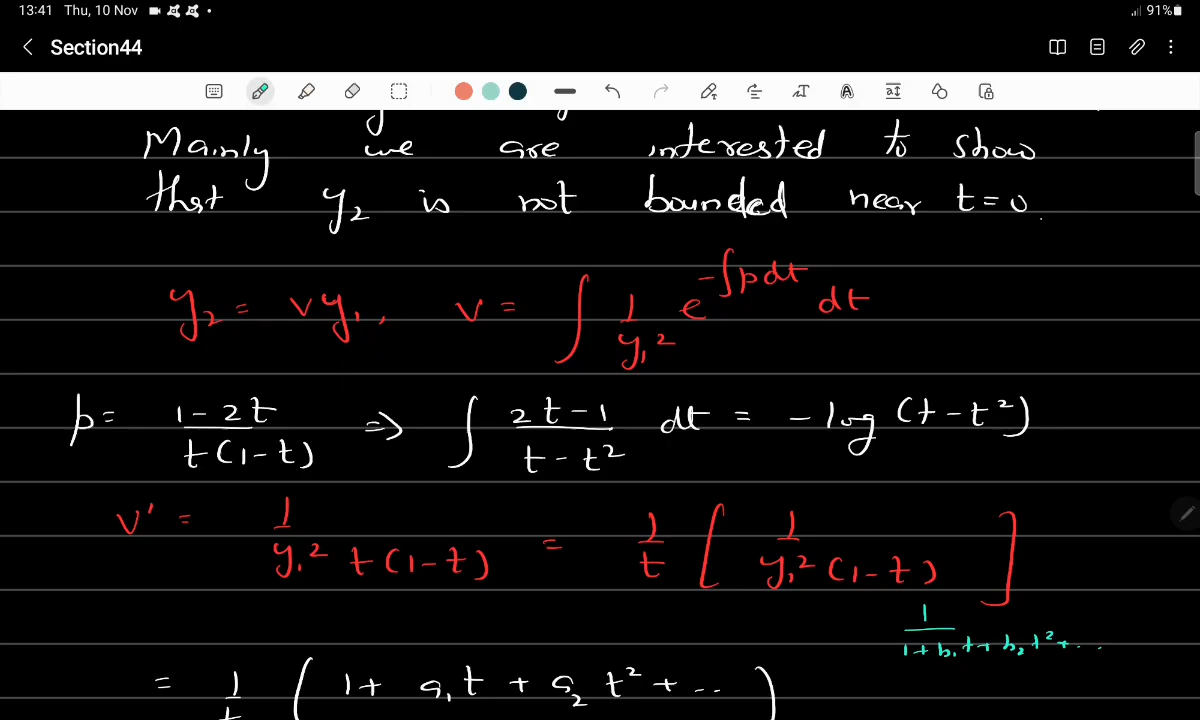 13:41 Thu, 10 Nov 91%
Section44
Mainly we are interested to show
that y₂ is not bounded near t=0.
y₂ = vy₁, v = ∫ 1/y₁² e^(-∫pdt) dt
p = (1-2t)/(t(1-t)) => ∫ (2t-1)/(t-t²) dt = -log(t-t²)
v' = 1/(y₁² t(1-t)) = 1/t [ 1/(y₁²(1-t)) ]
1/(1+b₁t+b₂t²+...)
= 1/t ( 1+ a₁t + a₂t² + .. )